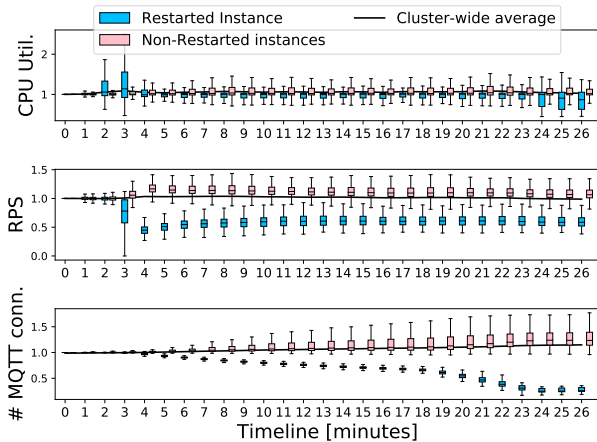 Restarted Instance
Cluster-wide average
Non-Restarted instances
CPU Util.
2
1
0 1 2 3 4 5 6 7 8 9 10 11 12 13 14 15 16 17 18 19 20 21 22 23 24 25 26
RPS
1.5
1.0
0.5
0.0
0 1 2 3 4 5 6 7 8 9 10 11 12 13 14 15 16 17 18 19 20 21 22 23 24 25 26
# MQTT conn.
1.5
1.0
0.5
0 1 2 3 4 5 6 7 8 9 10 11 12 13 14 15 16 17 18 19 20 21 22 23 24 25 26
Timeline [minutes]